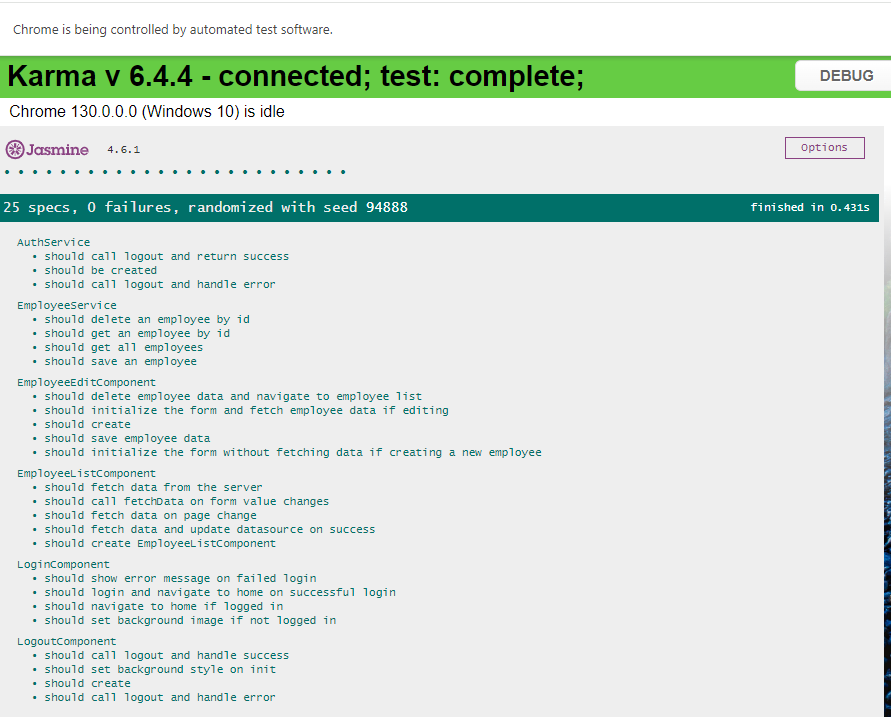 Chrome is being controlled by automated test software.
Karma v 6.4.4 - connected; test: complete;
DEBUG
Chrome 130.0.0.0 (Windows 10) is idle
Jasmine 4.6.1
Options
25 specs, 0 failures, randomized with seed 94888
finished in 0.431s
AuthService
• should call logout and return success
• should be created
• should call logout and handle error
EmployeeService
• should delete an employee by id
• should get an employee by id
• should get all employees
• should save an employee
EmployeeEditComponent
• should delete employee data and navigate to employee list
• should initialize the form and fetch employee data if editing
• should create
• should save employee data
• should initialize the form without fetching data if creating a new employee
EmployeeListComponent
• should fetch data from the server
• should call fetchData on form value changes
• should fetch data on page change
• should fetch data and update datasource on success
• should create EmployeeListComponent
LoginComponent
• should show error message on failed login
• should login and navigate to home on successful login
• should navigate to home if logged in
• should set background image if not logged in
LogoutComponent
• should call logout and handle success
• should set background style on init
• should create
• should call logout and handle error